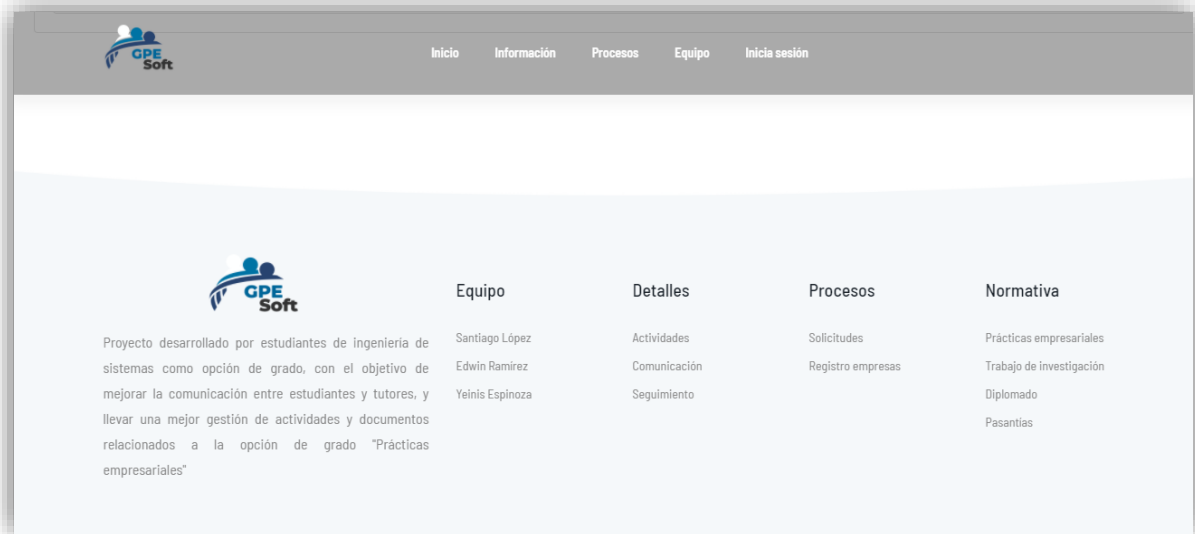 GPE
Soft
Inicio Información Procesos Equipo Inicia sesión
GPE
Soft
Proyecto desarrollado por estudiantes de ingeniería de
sistemas como opción de grado, con el objetivo de
mejorar la comunicación entre estudiantes y tutores, y
llevar una mejor gestión de actividades y documentos
relacionados a la opción de grado "Prácticas
empresariales"
Equipo
Santiago López
Edwin Ramírez
Yeinis Espinoza
Detalles
Actividades
Comunicación
Seguimiento
Procesos
Solicitudes
Registro empresas
Normativa
Prácticas empresariales
Trabajo de investigación
Diplomado
Pasantías